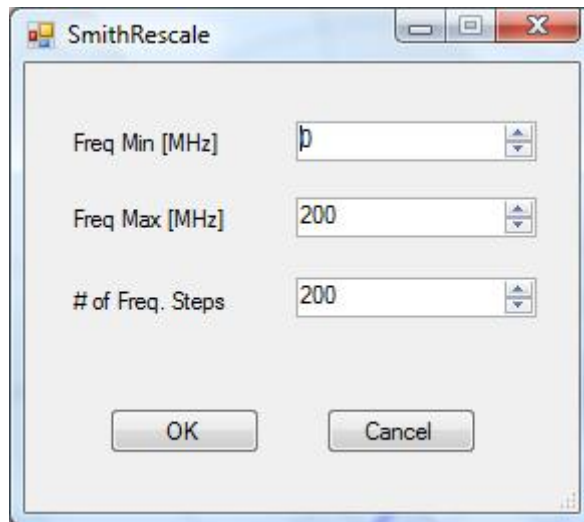 SmithRescale
Freq Min [MHz] 0
Freq Max [MHz] 200
# of Freq. Steps 200
OK Cancel